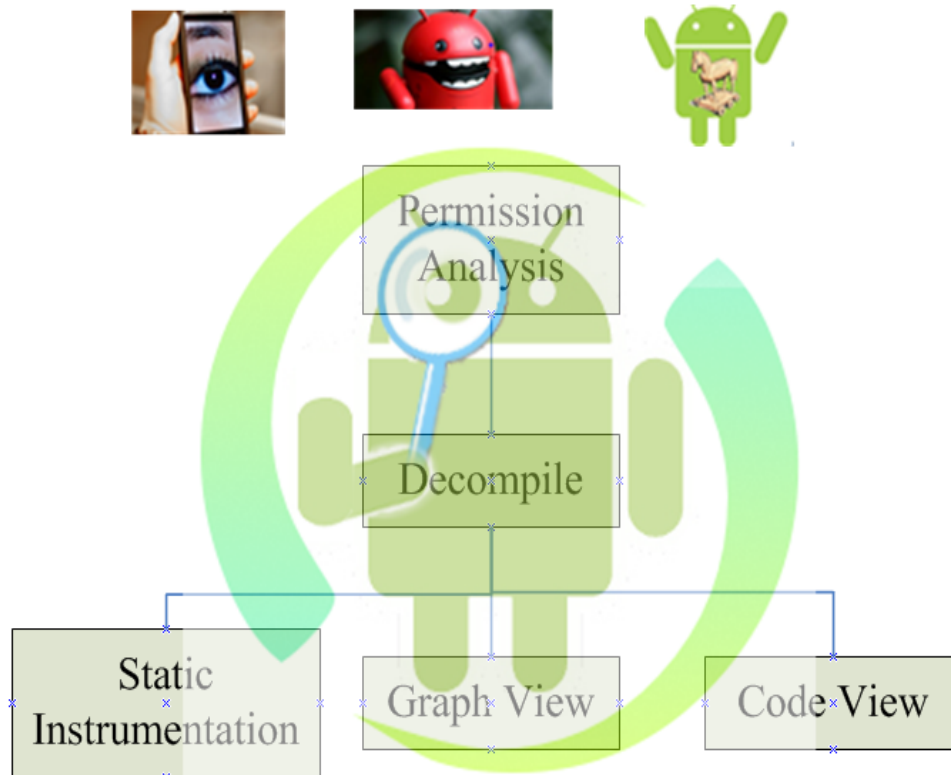 Permission
Analysis
Decompile
Static
Instrumentation
Graph View
Code View